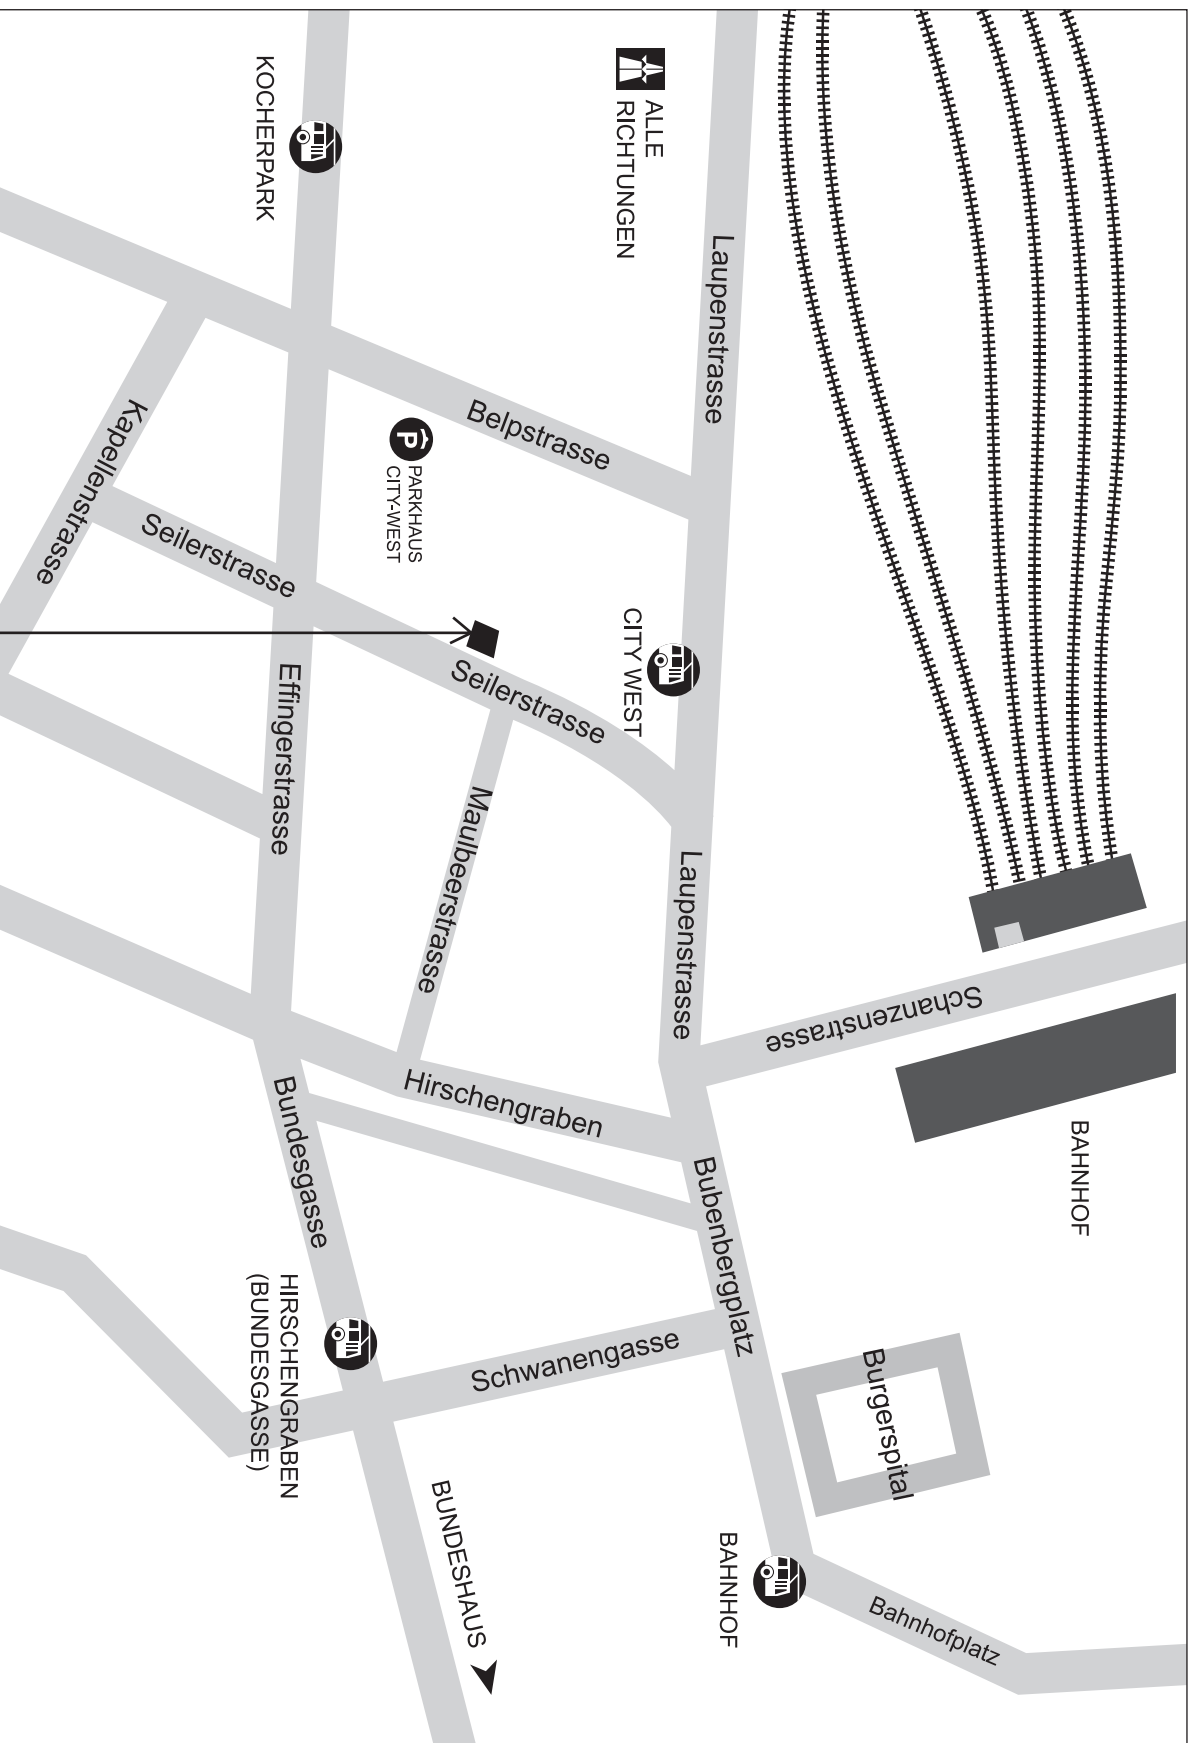 ALLE
RICHTUNGEN
KOCHERPARK
Laupenstrasse
Belpstrasse
P
PARKHAUS
CITY-WEST
Kapellenstrasse
Seilerstrasse
CITY WEST
Seilerstrasse
Effingerstrasse
Maulbeerstrasse
Laupenstrasse
Schanzenstrasse
BAHNHOF
Hirschengraben
Bundesgasse
Bubenbergplatz
HIRSCHENGRABEN
(BUNDESGASSE)
Schwanengasse
Burgerspital
BUNDESHAUS
BAHNHOF
Bahnhofplatz